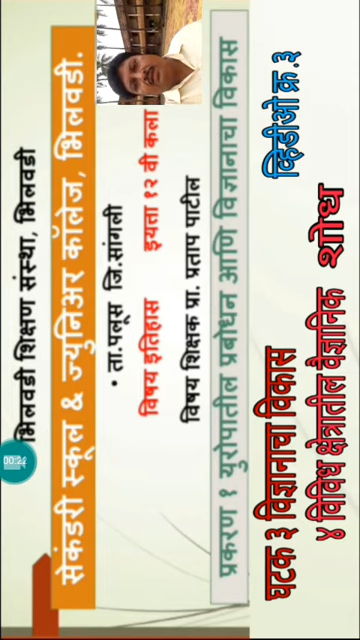 भिलवडी शिक्षण संस्था, भिलवडी
सेकंडरी स्कूल & ज्युनिअर कॉलेज, भिलवडी.
• ता.पलूस जि.सांगली
विषय इतिहास इयता १२ वी कला
विषय शिक्षक प्रा. प्रताप पाटील
प्रकरण १ युरोपातील प्रबोधन आणि विज्ञानाचा विकास
घटक ३ विज्ञानाचा विकास व्हिडीओ क्र.३
४ विविध क्षेत्रातील वैज्ञानिक शोध
00:22